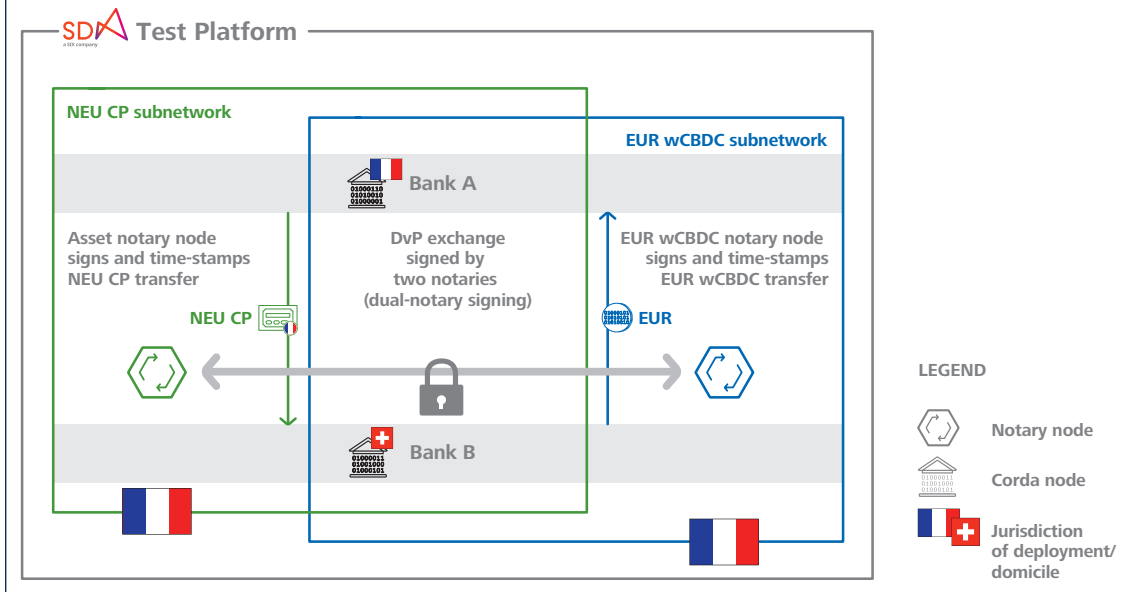 SDX Test Platform
a SIX company
NEU CP subnetwork
EUR wCBDC subnetwork
01000110
01010010
01000001
Bank A
Asset notary node
signs and time-stamps
NEU CP transfer
DvP exchange
signed by
two notaries
(dual-notary signing)
EUR wCBDC notary node
signs and time-stamps
EUR wCBDC transfer
NEU CP
EUR
01000011
01001000
01000101
Bank B
LEGEND
Notary node
01000011
01001000
01000101
Corda node
Jurisdiction
of deployment/
domicile